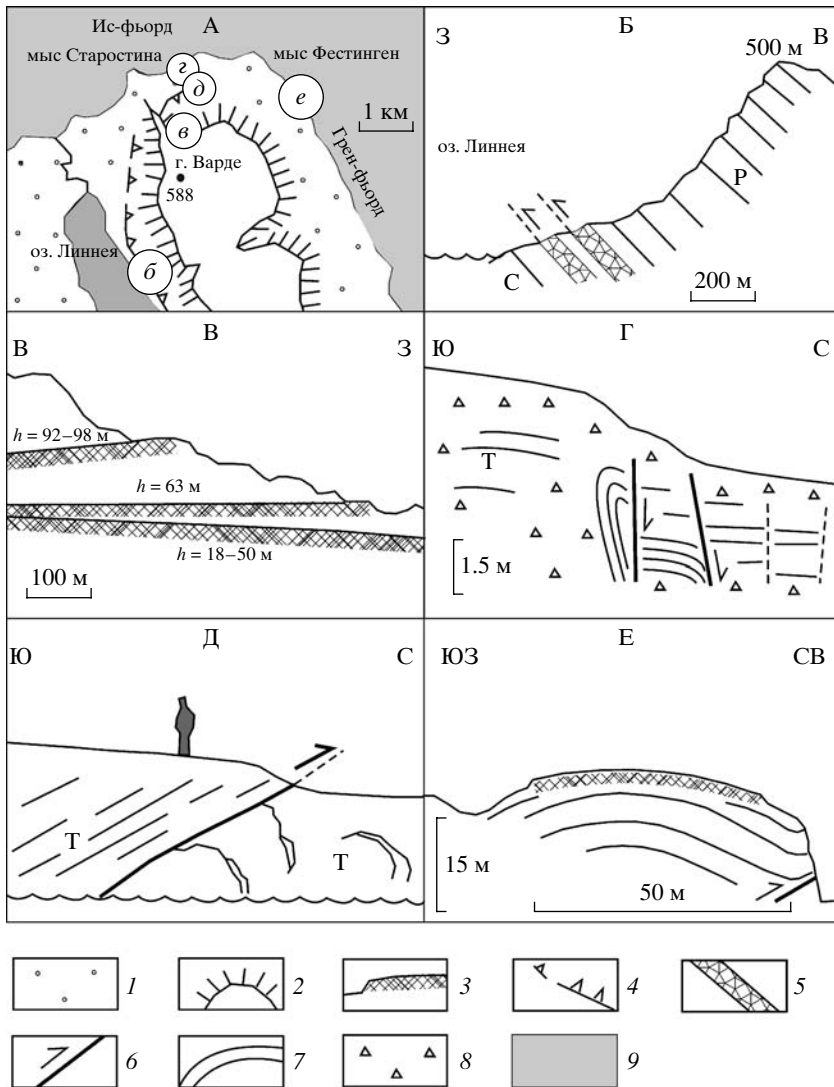 А
Ис-фьорд
мыс Старостина
мыс Фестинген
г
д
е
в
1 км
г. Варде
588
Грен-фьорд
оз. Линнея
б
З
Б
В
500 м
оз. Линнея
P
C
200 м
В
В
З
h = 92–98 м
h = 63 м
h = 18–50 м
100 м
Ю
Г
С
T
1.5 м
Ю
Д
С
T
T
ЮЗ
Е
СВ
15 м
50 м
1
2
3
4
5
6
7
8
9